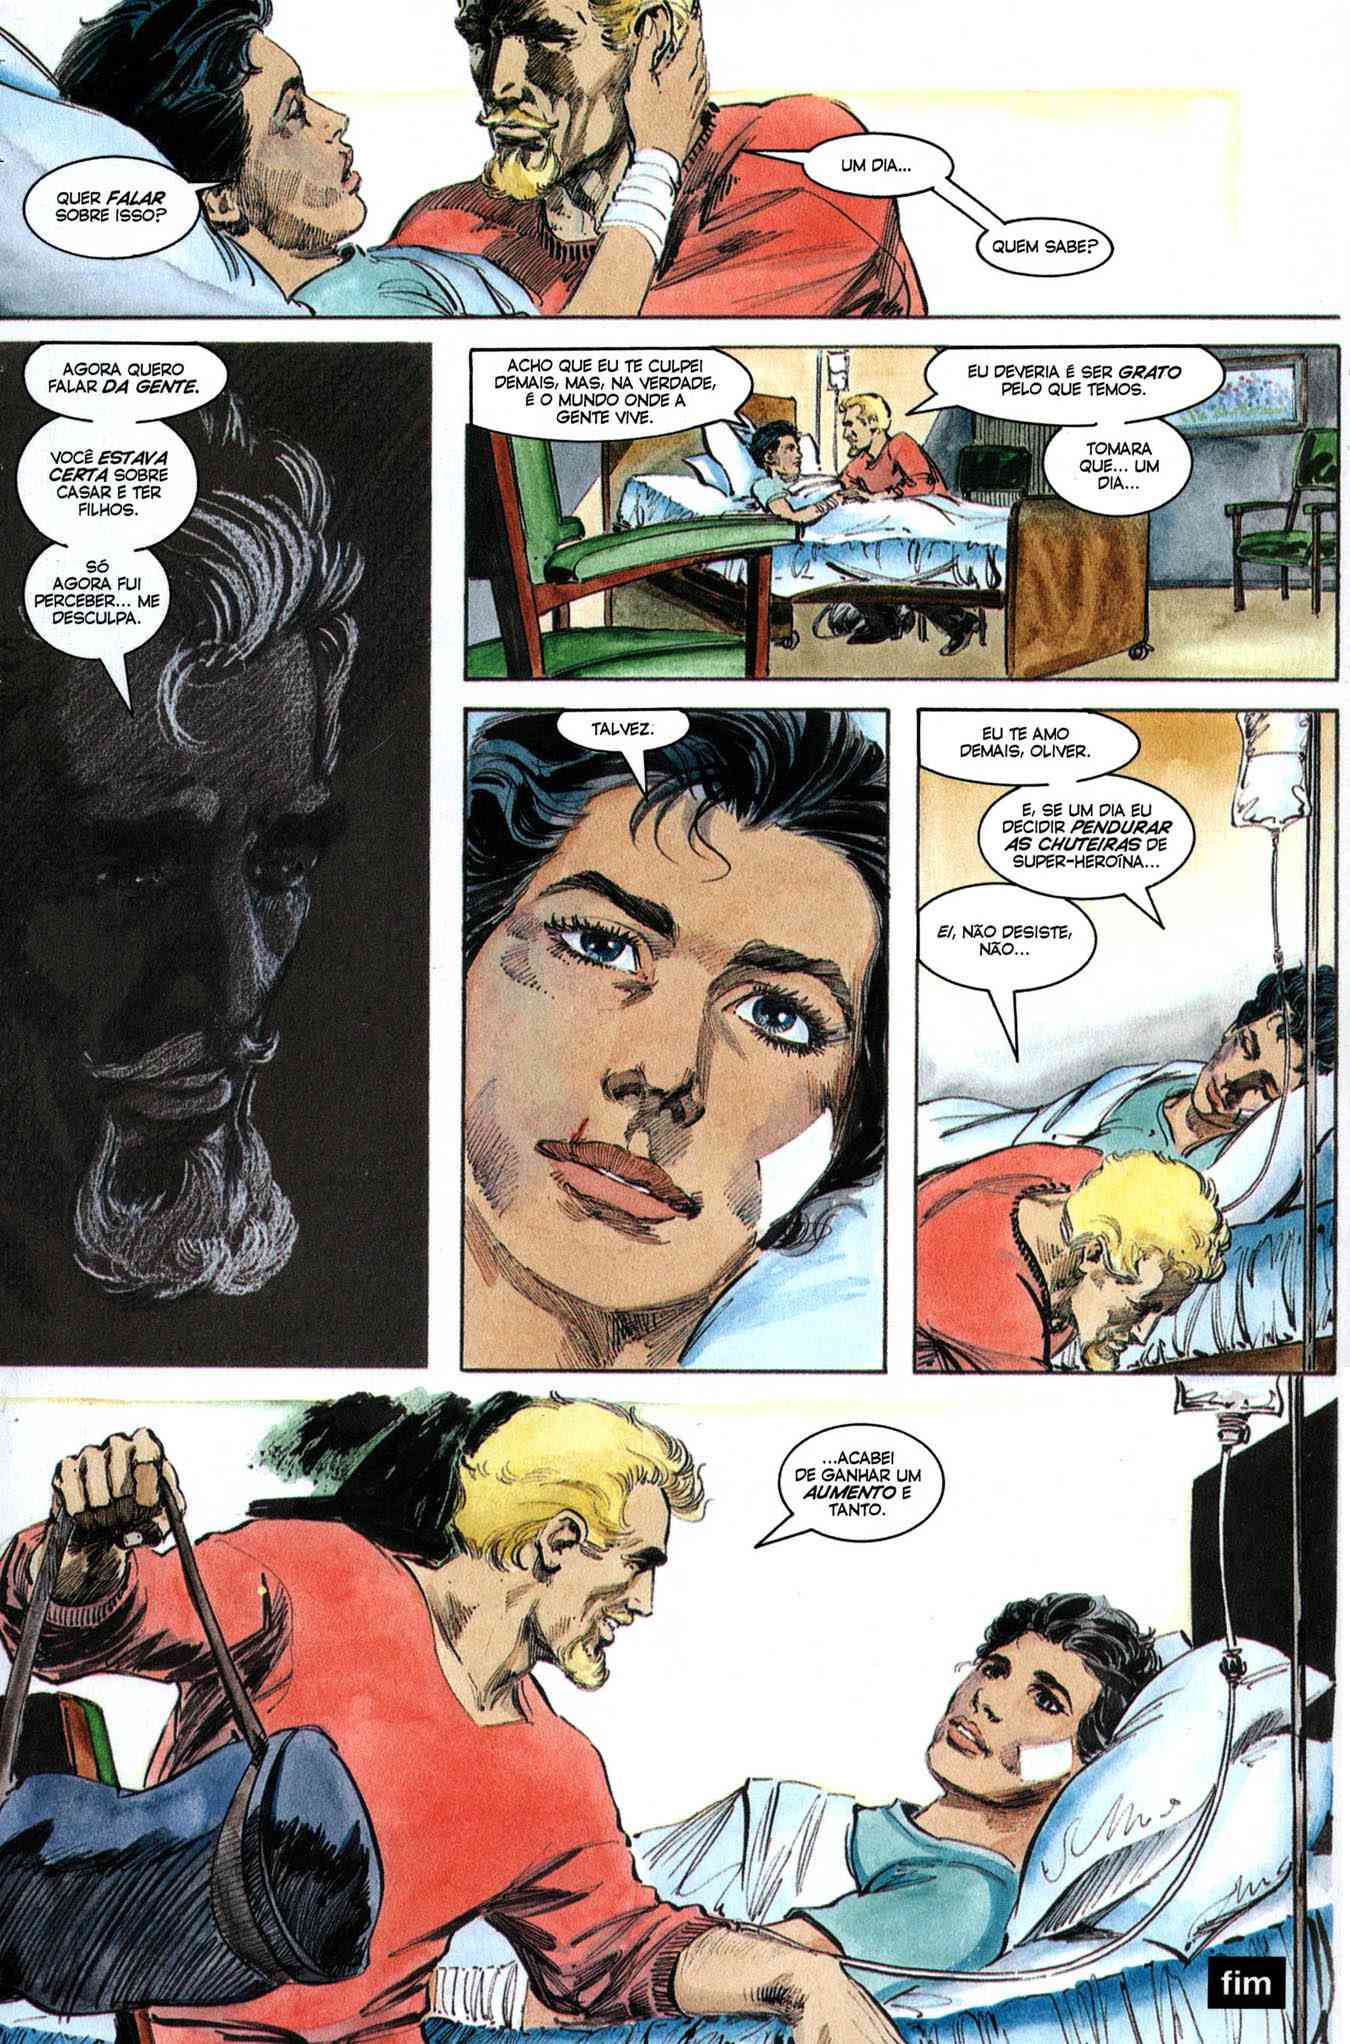 QUER FALAR
SOBRE ISSO?
UM DIA...
QUEM SABE?
AGORA QUERO
FALAR DA GENTE.
VOCÊ ESTAVA
CERTA SOBRE
CASAR E TER
FILHOS.
SÓ
AGORA FUI
PERCEBER... ME
DESCULPA.
ACHO QUE EU TE CULPEI
DEMAIS, MAS, NA VERDADE,
É O MUNDO ONDE A
GENTE VIVE.
EU DEVERIA É SER GRATO
PELO QUE TEMOS.
TOMARA
QUE... UM
DIA...
TALVEZ.
EU TE AMO
DEMAIS, OLIVER.
E, SE UM DIA EU
DECIDIR PENDURAR
AS CHUTEIRAS DE
SUPER-HEROÍNA...
EI, NÃO DESISTE,
NÃO...
...ACABEI
DE GANHAR UM
AUMENTO E
TANTO.
fim